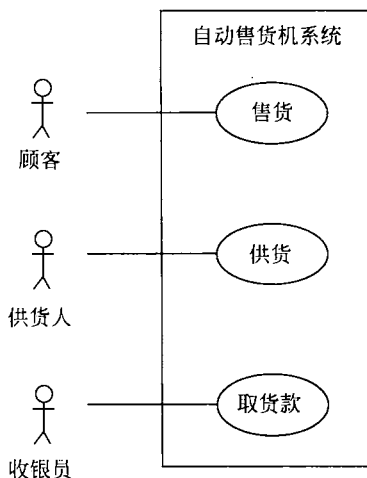 自动售货机系统
售货
顾客
供货
供货人
取货款
收银员